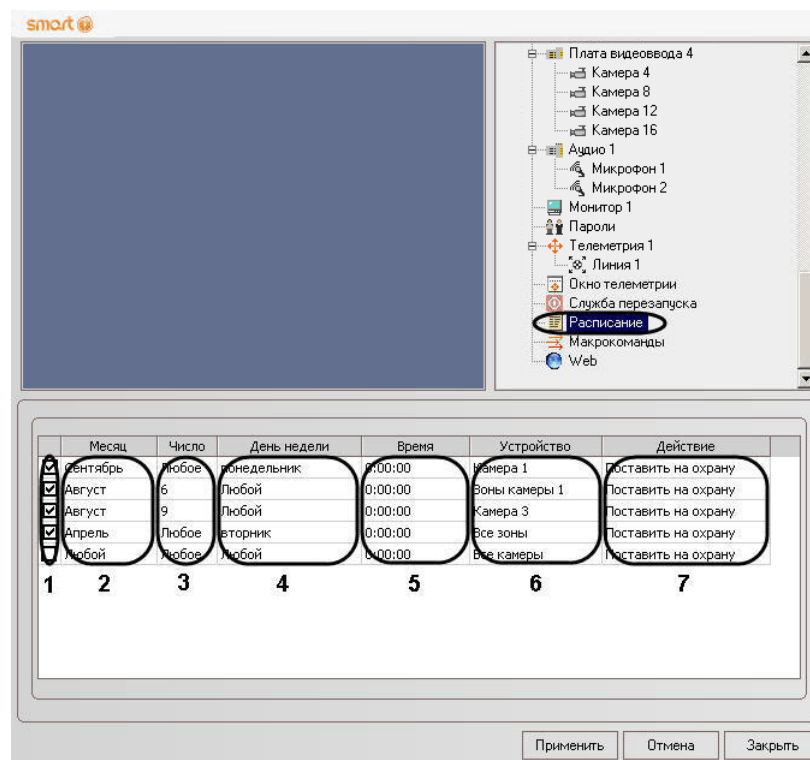 smart
Плата видеоввода 4
Камера 4
Камера 8
Камера 12
Камера 16
Аудио 1
Микрофон 1
Микрофон 2
Монитор 1
Пароли
Телеметрия 1
Линия 1
Окно телеметрии
Служба перезапуска
Расписание
Макрокоманды
Web
Месяц Число День недели Время Устройство Действие
Сентябрь Любое понедельник 0:00:00 Камера 1 Поставить на охрану
Август 6 Любой 0:00:00 Зоны камеры 1 Поставить на охрану
Август 9 Любой 0:00:00 Камера 3 Поставить на охрану
Апрель Любое вторник 0:00:00 Все зоны Поставить на охрану
Любой Любое Любой 0:00:00 Все камеры Поставить на охрану
1 2 3 4 5 6 7
Применить Отмена Закрыть